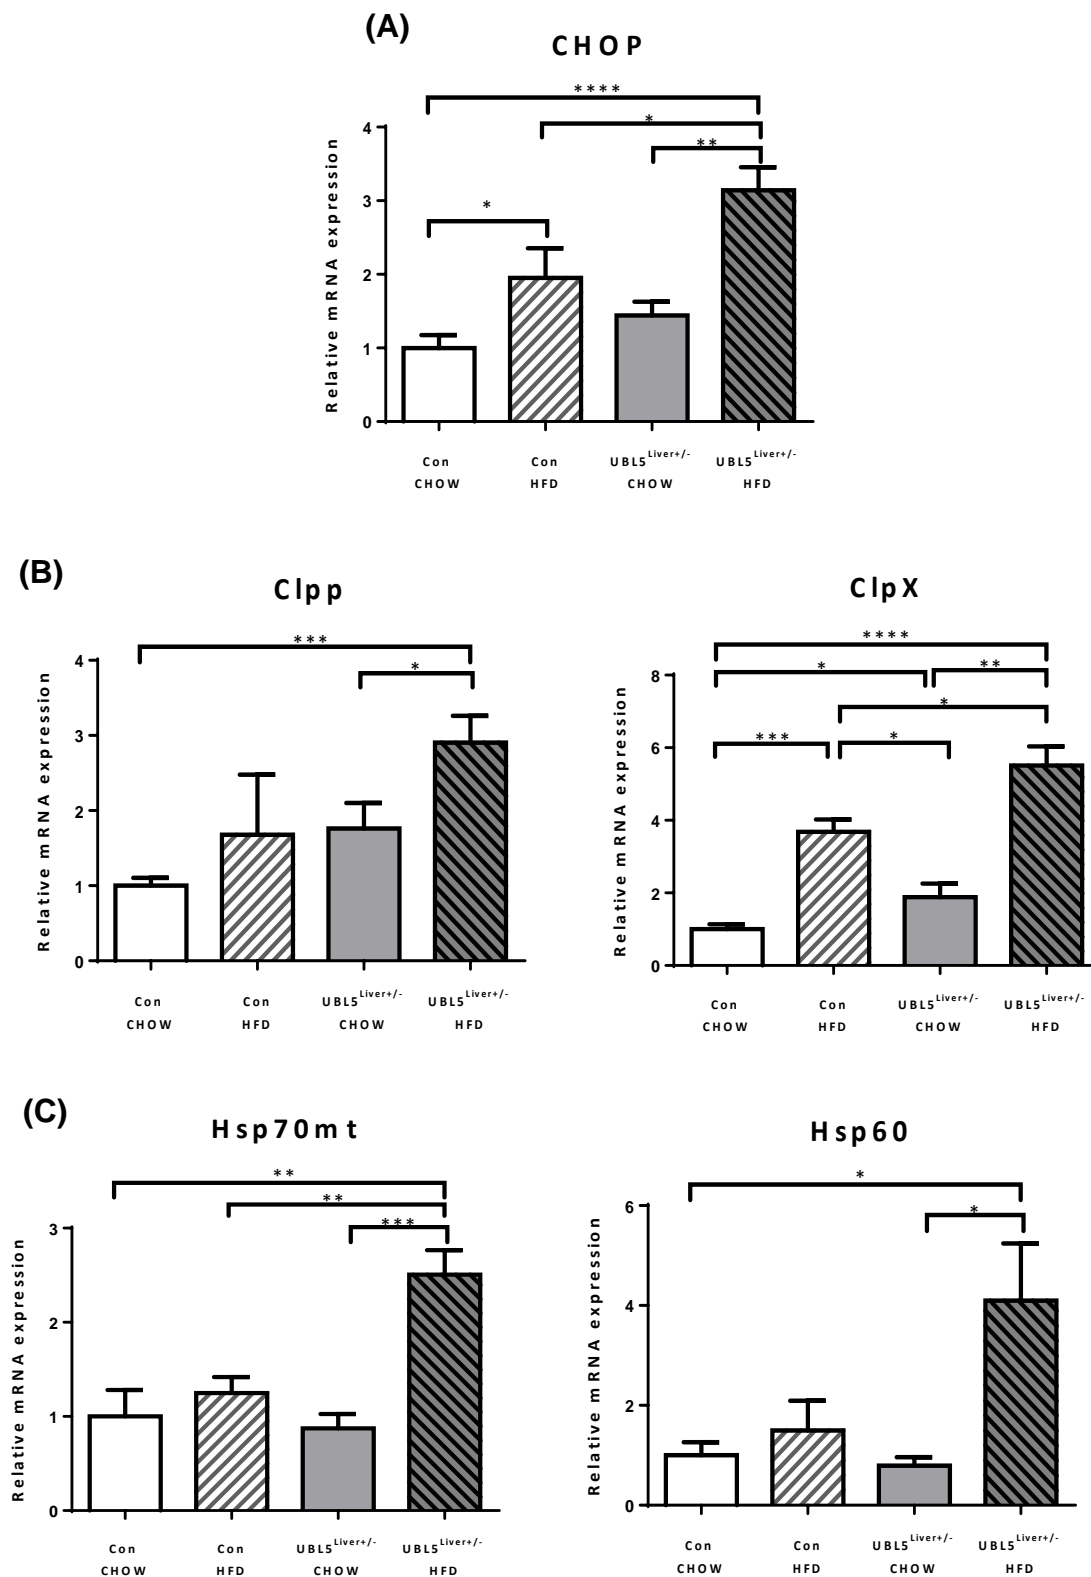 (A)
CHOP
****
*
**
*
Relative mRNA expression
4
3
2
1
0
Con
CHOW
Con
HFD
UBL5Liver+/-
CHOW
UBL5Liver+/-
HFD
(B)
Clpp
***
*
Relative mRNA expression
4
3
2
1
0
Con
CHOW
Con
HFD
UBL5Liver+/-
CHOW
UBL5Liver+/-
HFD
ClpX
****
*
**
*
***
*
Relative mRNA expression
8
6
4
2
0
Con
CHOW
Con
HFD
UBL5Liver+/-
CHOW
UBL5Liver+/-
HFD
(C)
Hsp70mt
**
**
***
Relative mRNA expression
3
2
1
0
Con
CHOW
Con
HFD
UBL5Liver+/-
CHOW
UBL5Liver+/-
HFD
Hsp60
*
*
Relative mRNA expression
6
4
2
0
Con
CHOW
Con
HFD
UBL5Liver+/-
CHOW
UBL5Liver+/-
HFD